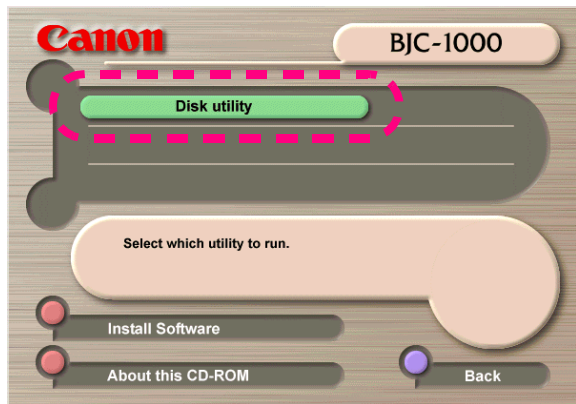 Canon
BJC-1000
Disk utility
Select which utility to run.
Install Software
About this CD-ROM
Back